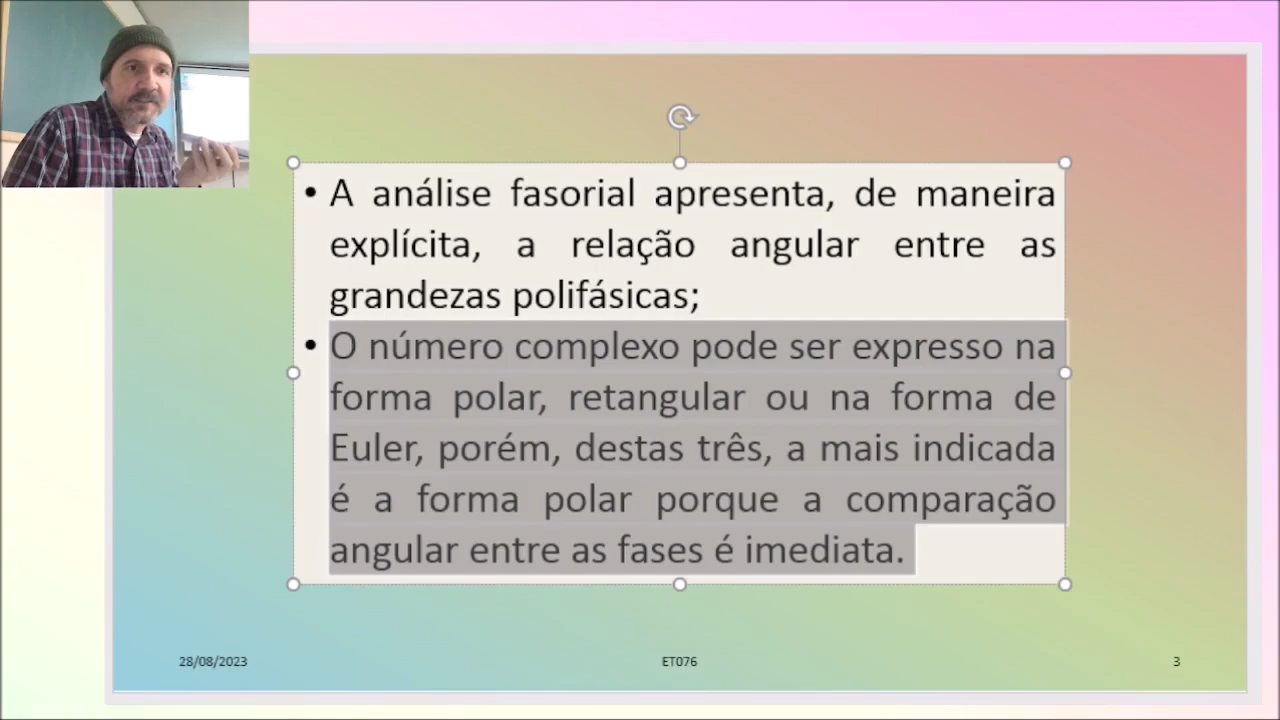 • A análise fasorial apresenta, de maneira
explícita, a relação angular entre as
grandezas polifásicas;
• O número complexo pode ser expresso na
forma polar, retangular ou na forma de
Euler, porém, destas três, a mais indicada
é a forma polar porque a comparação
angular entre as fases é imediata.
28/08/2023
ET076
3